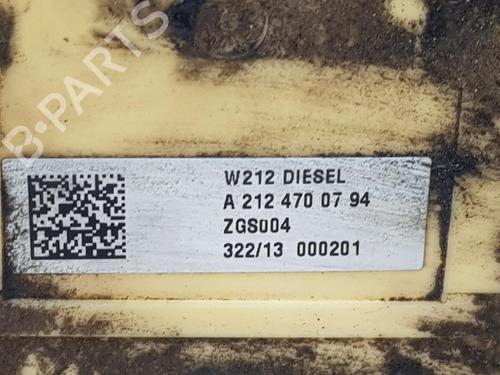 B-PARTS
W212 DIESEL
A 212 470 07 94
ZGS004
322/13 000201